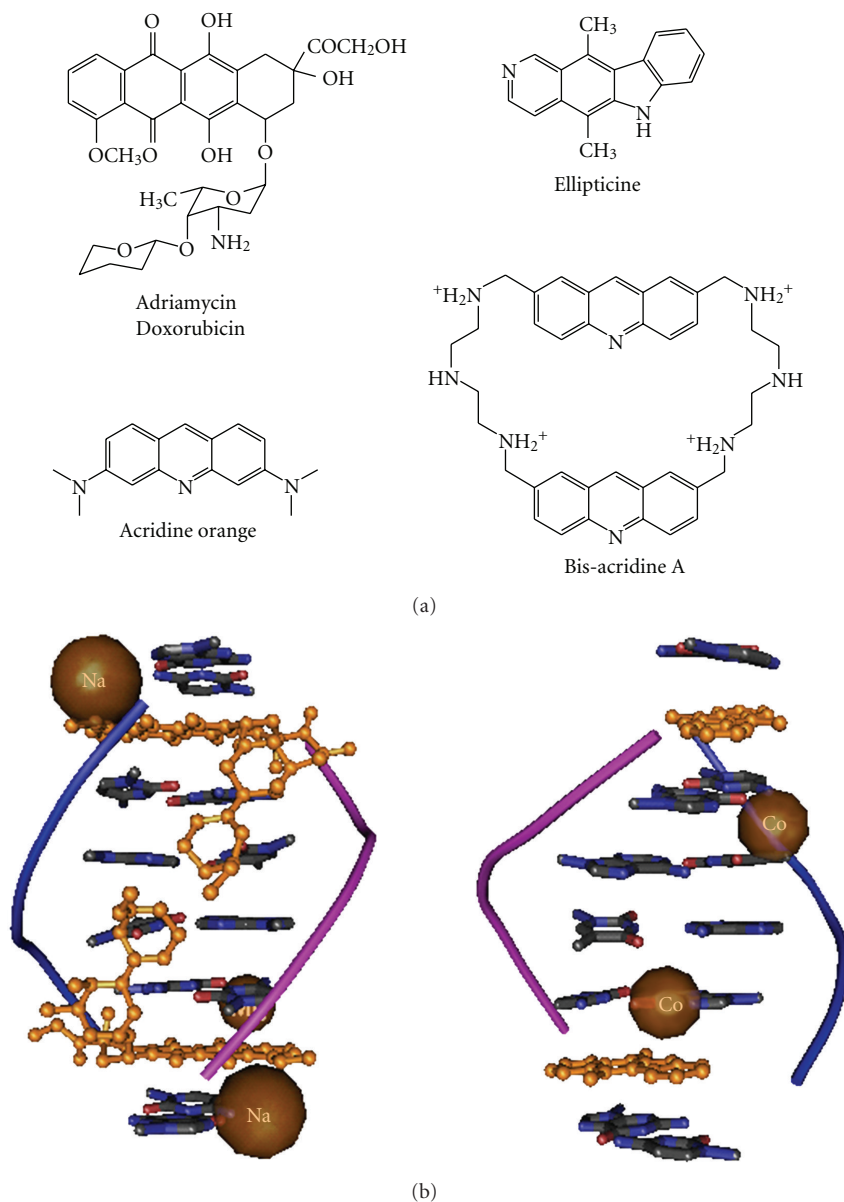 O
OH
COCH₂OH
OH
OCH₃
O
OH
O
H₃C
O
NH₂
O
O
Adriamycin
Doxorubicin
CH₃
N
N
H
CH₃
Ellipticine
N
N
N
Acridine orange
⁺H₂N
NH₂⁺
N
HN
NH
NH₂⁺
⁺H₂N
N
Bis-acridine A
(a)
Na
Na
Co
Co
(b)